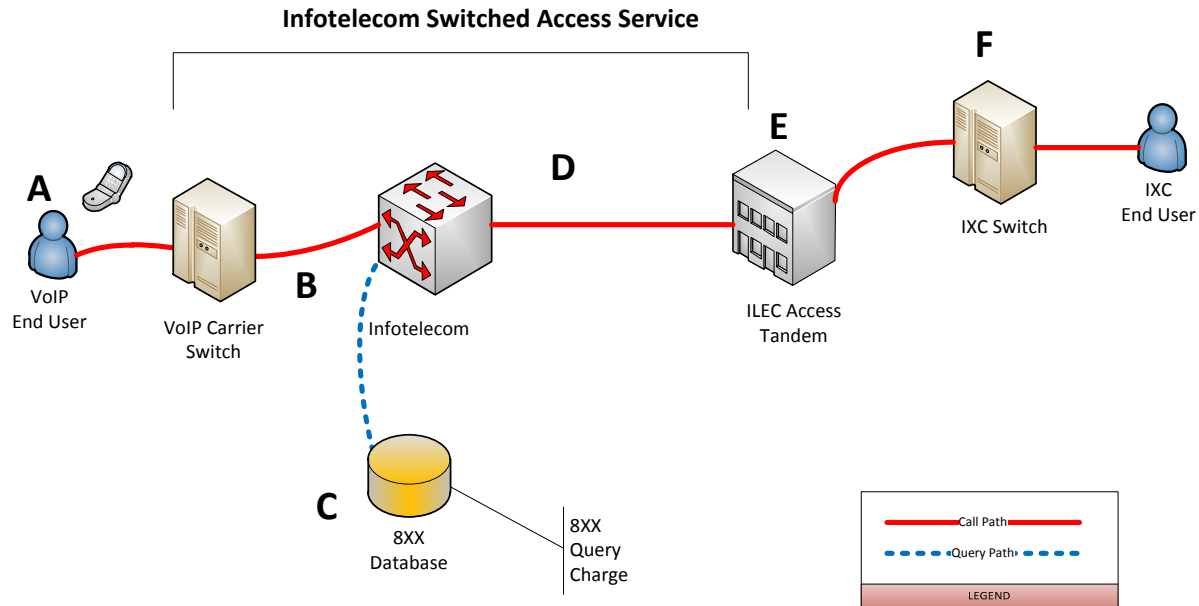 Infotelecom Switched Access Service
F
E
A
D
B
VoIP
End User
VoIP Carrier
Switch
Infotelecom
ILEC Access
Tandem
IXC Switch
IXC
End User
C
8XX
Database
8XX
Query
Charge
Call Path
Query Path
LEGEND